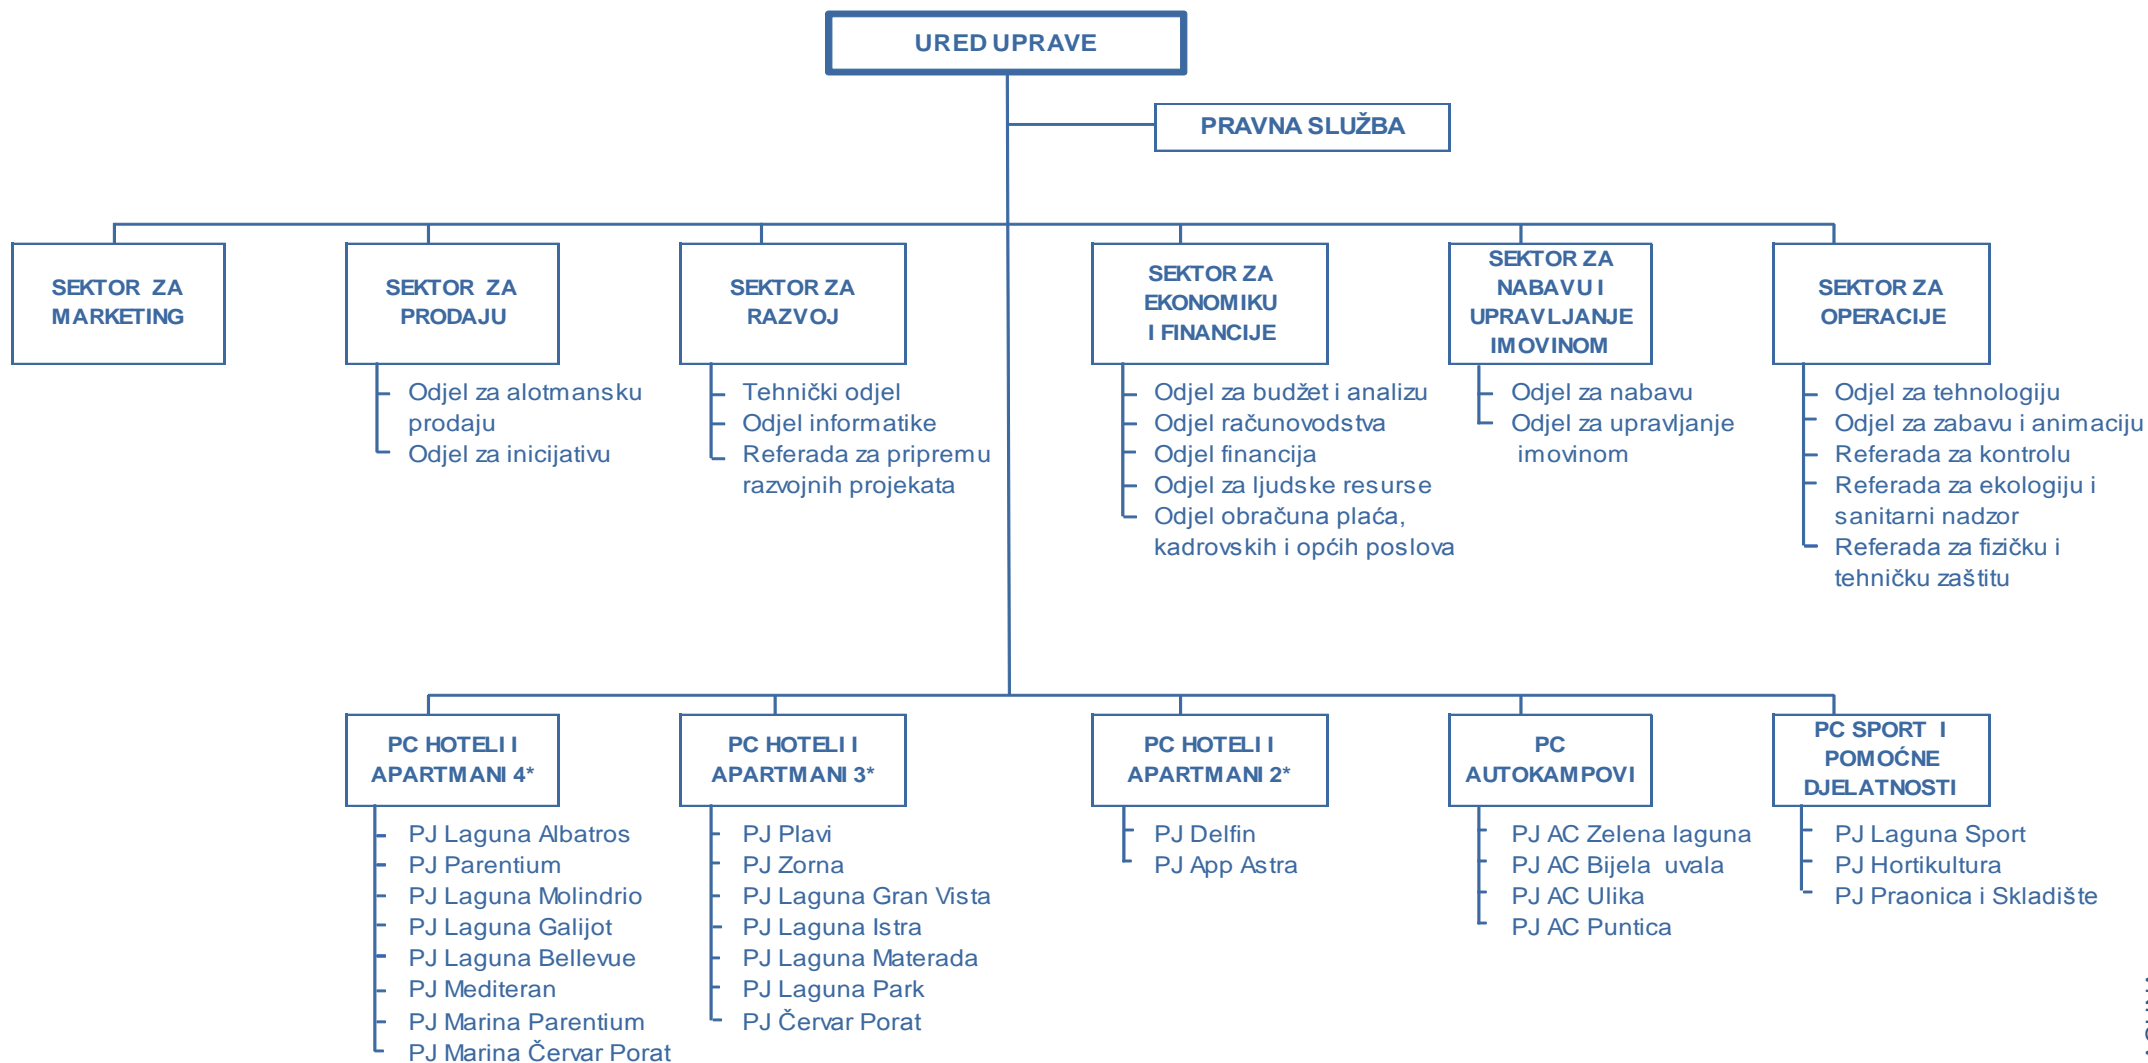 URED UPRAVE
PRAVNA SLUŽBA
SEKTOR ZA
MARKETING
SEKTOR ZA
PRODAJU
Odjel za alotmansku
prodaju
Odjel za inicijativu
SEKTOR ZA
RAZVOJ
Tehnički odjel
Odjel informatike
Referada za pripremu
razvojnih projekata
SEKTOR ZA
EKONOMIKU
I FINANCIJE
Odjel za budžet i analizu
Odjel računovodstva
Odjel financija
Odjel za ljudske resurse
Odjel obračuna plaća,
kadrovskih i općih poslova
SEKTOR ZA
NABAVU I
UPRAVLJANJE
IMOVINOM
Odjel za nabavu
Odjel za upravljanje
imovinom
SEKTOR ZA
OPERACIJE
Odjel za tehnologiju
Odjel za zabavu i animaciju
Referada za kontrolu
Referada za ekologiju i
sanitarni nadzor
Referada za fizičku i
tehničku zaštitu
PC HOTELI I
APARTMANI 4*
PJ Laguna Albatros
PJ Parentium
PJ Laguna Molindrio
PJ Laguna Galijot
PJ Laguna Bellevue
PJ Mediteran
PJ Marina Parentium
PJ Marina Červar Porat
PC HOTELI I
APARTMANI 3*
PJ Plavi
PJ Zorna
PJ Laguna Gran Vista
PJ Laguna Istra
PJ Laguna Materada
PJ Laguna Park
PJ Červar Porat
PC HOTELI I
APARTMANI 2*
PJ Delfin
PJ App Astra
PC
AUTOKAMPOVI
PJ AC Zelena laguna
PJ AC Bijela uvala
PJ AC Ulika
PJ AC Puntica
PC SPORT I
POMOĆNE
DJELATNOSTI
PJ Laguna Sport
PJ Hortikultura
PJ Praonica i Skladište